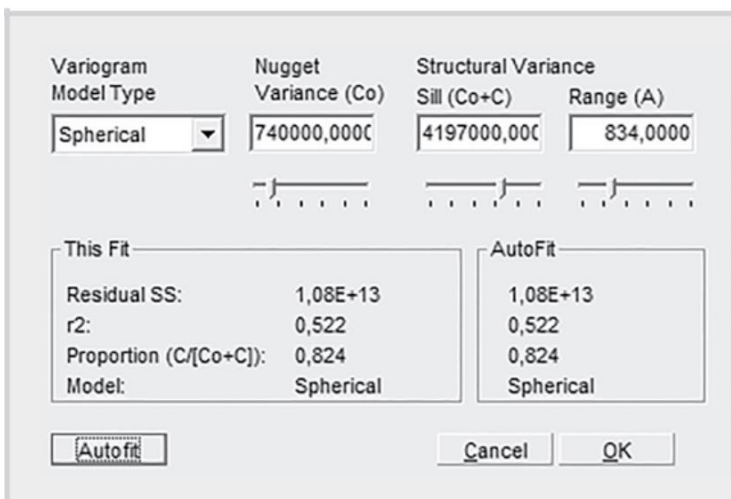 Variogram Nugget Structural Variance
Model Type Variance (Co) Sill (Co+C) Range (A)
Spherical 740000,000 4197000,000 834,0000
This Fit AutoFit
Residual SS: 1,08E+13 1,08E+13
r2: 0,522 0,522
Proportion (C/[Co+C]): 0,824 0,824
Model: Spherical Spherical
Autofit Cancel OK